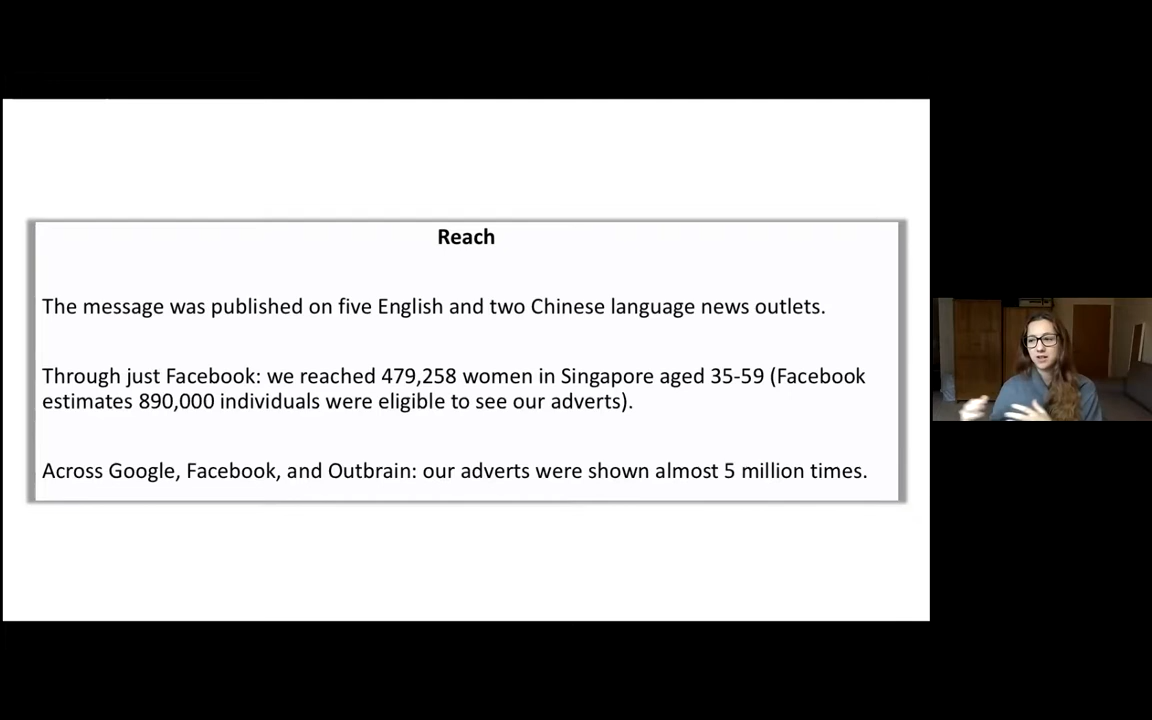 Reach
The message was published on five English and two Chinese language news outlets.
Through just Facebook: we reached 479,258 women in Singapore aged 35-59 (Facebook
estimates 890,000 individuals were eligible to see our adverts).
Across Google, Facebook, and Outbrain: our adverts were shown almost 5 million times.